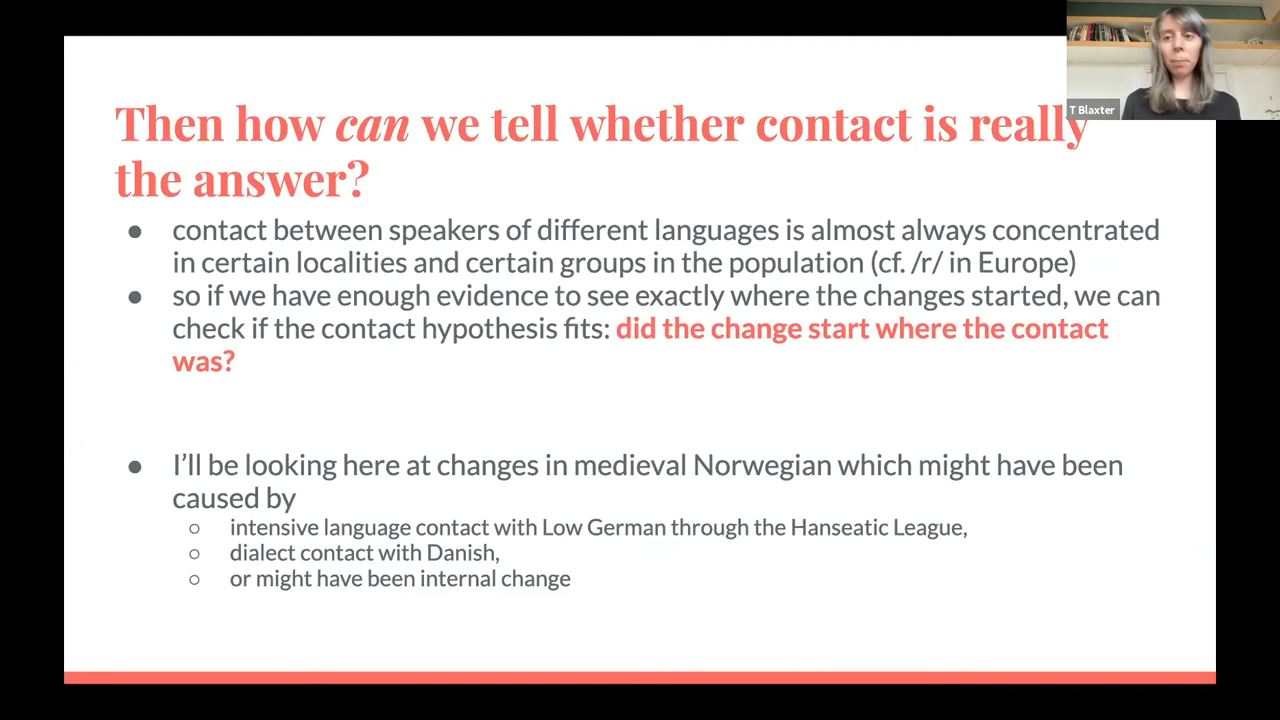 Then how can we tell whether contact is really
the answer?
● contact between speakers of different languages is almost always concentrated
in certain localities and certain groups in the population (cf. /r/ in Europe)
● so if we have enough evidence to see exactly where the changes started, we can
check if the contact hypothesis fits: did the change start where the contact
was?
● I’ll be looking here at changes in medieval Norwegian which might have been
caused by
○ intensive language contact with Low German through the Hanseatic League,
○ dialect contact with Danish,
○ or might have been internal change
T Blaxter